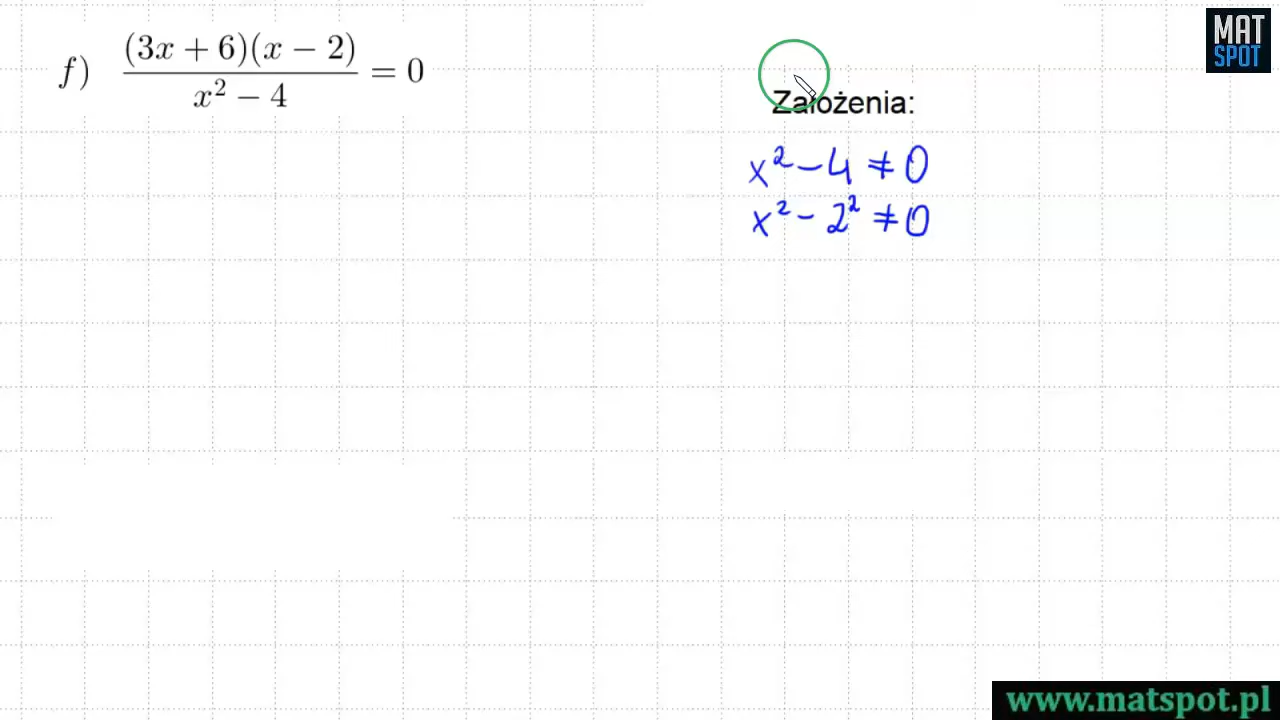 f) (3x + 6)(x − 2) / x² − 4 = 0
MAT
SPOT
Założenia:
x² − 4 ≠ 0
x² − 2² ≠ 0
www.matspot.pl